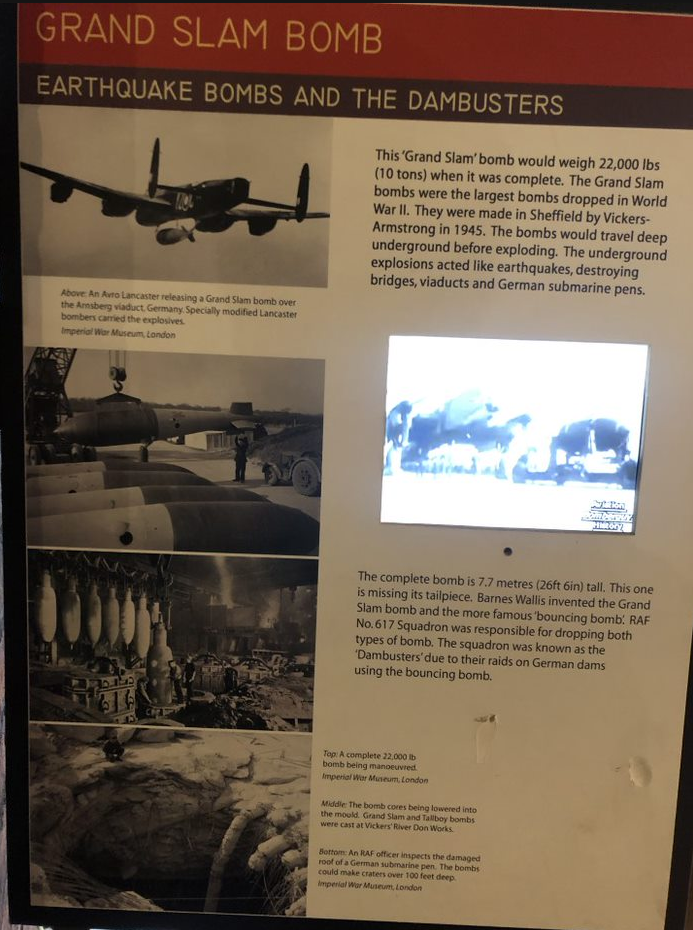 GRAND SLAM BOMB
EARTHQUAKE BOMBS AND THE DAMBUSTERS
This 'Grand Slam' bomb would weigh 22,000 lbs
(10 tons) when it was complete. The Grand Slam
bombs were the largest bombs dropped in World
War II. They were made in Sheffield by Vickers-
Armstrong in 1945. The bombs would travel deep
underground before exploding. The underground
explosions acted like earthquakes, destroying
bridges, viaducts and German submarine pens.
Above: An Avro Lancaster releasing a Grand Slam bomb over
the Arnsberg viaduct, Germany. Specially modified Lancaster
bombers carried the explosives.
Imperial War Museum, London
The complete bomb is 7.7 metres (26ft 6in) tall. This one
is missing its tailpiece. Barnes Wallis invented the Grand
Slam bomb and the more famous 'bouncing bomb'. RAF
No. 617 Squadron was responsible for dropping both
types of bomb. The squadron was known as the
'Dambusters' due to their raids on German dams
using the bouncing bomb.
Top: A complete 22,000 lb
bomb being manoeuvred.
Imperial War Museum, London
Middle: The bomb cores being lowered into
the mould. Grand Slam and Tallboy bombs
were cast at Vickers' River Don Works.
Bottom: An RAF officer inspects the damaged
roof of a German submarine pen. The bombs
could make craters over 100 feet deep.
Imperial War Museum, London